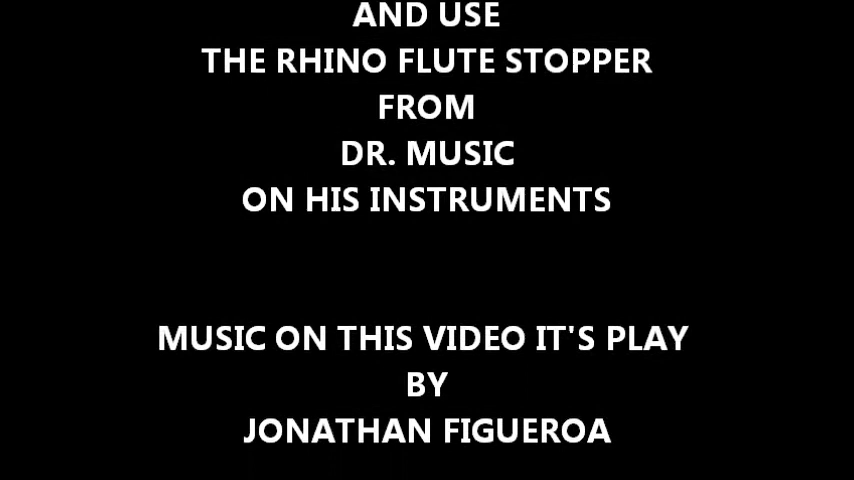 AND USE
THE RHINO FLUTE STOPPER
FROM
DR. MUSIC
ON HIS INSTRUMENTS
MUSIC ON THIS VIDEO IT'S PLAY
BY
JONATHAN FIGUEROA